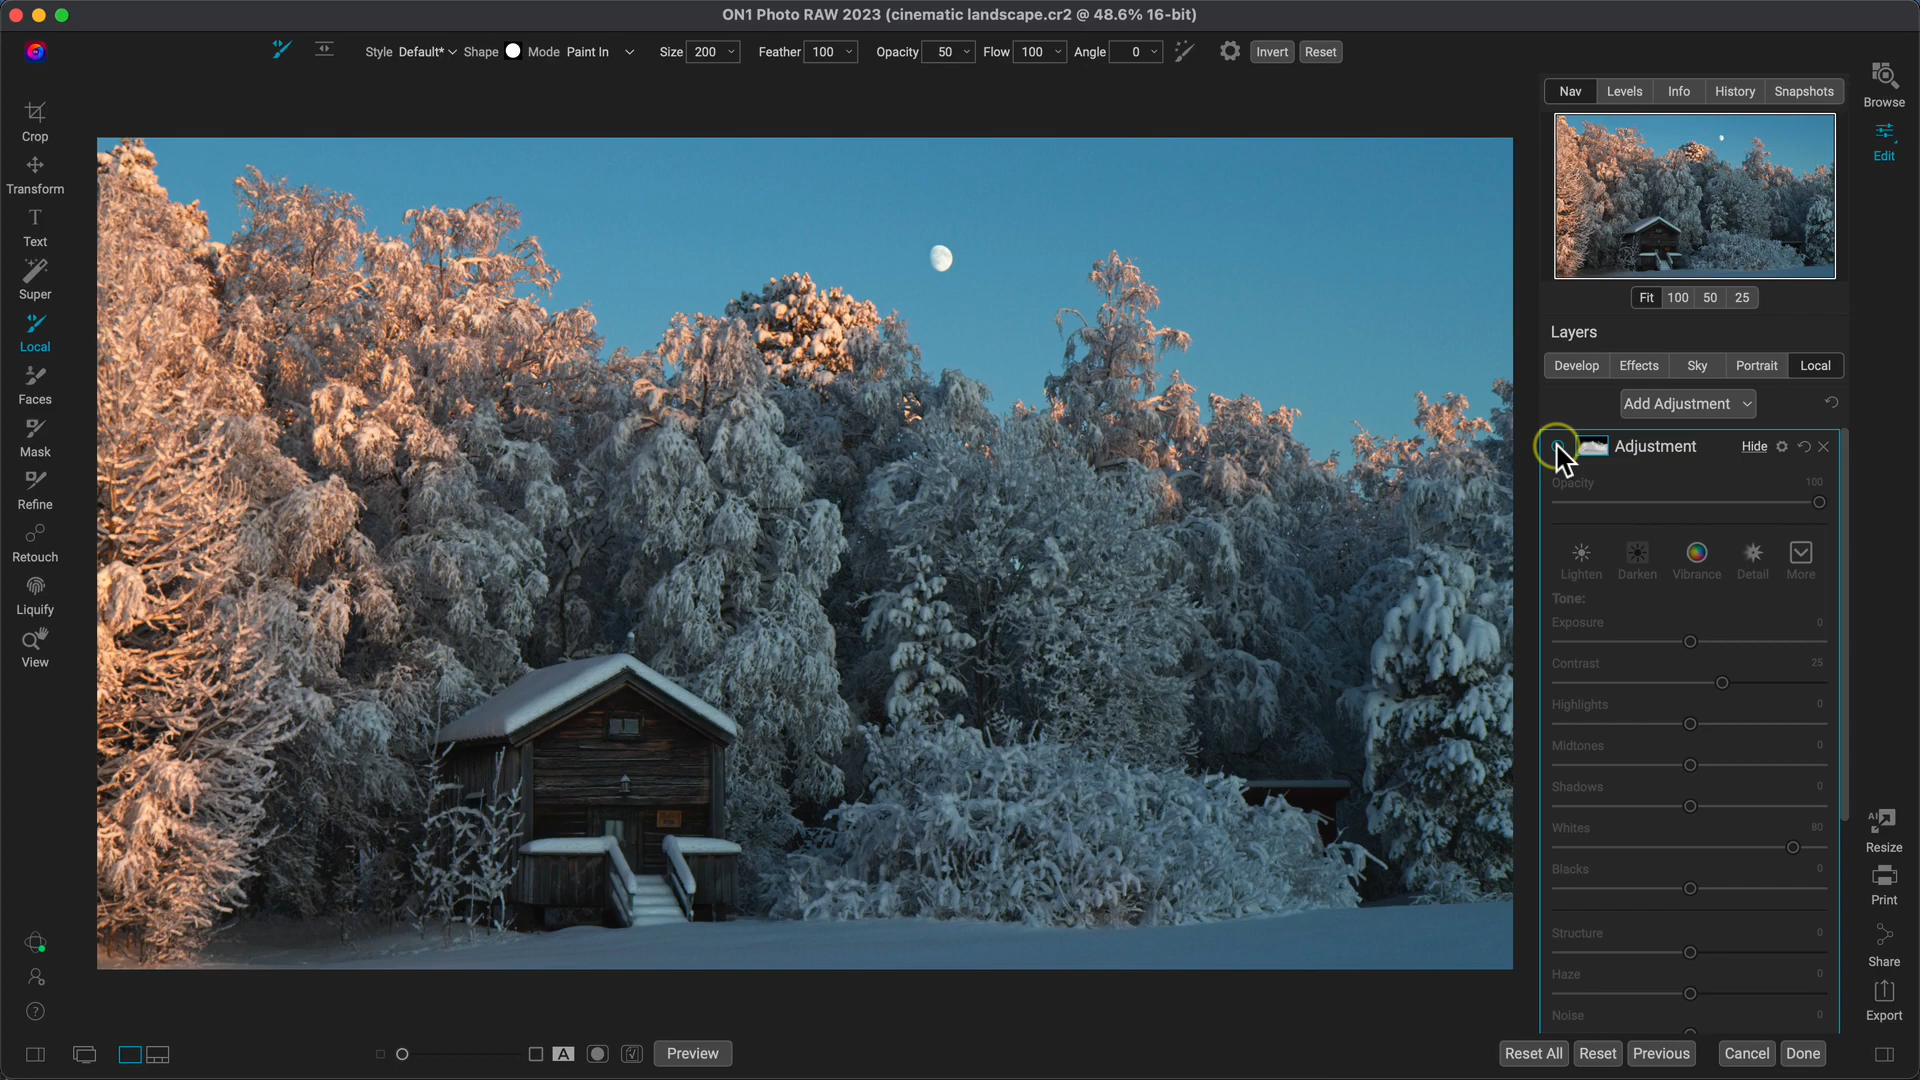 ON1 Photo RAW 2023 (cinematic landscape.cr2 @ 48.6% 16-bit)
Style Default* Shape Mode Paint In Size 200 Feather 100 Opacity 50 Flow 100 Angle 0 Invert Reset
Crop
Transform
Text
Super
Local
Faces
Mask
Refine
Retouch
Liquify
View
Nav Levels Info History Snapshots
Fit 100 50 25
Layers
Develop Effects Sky Portrait Local
Add Adjustment
Adjustment Hide
Opacity 100
Lighten Darken Vibrance Detail More
Tone:
Exposure 0
Contrast 25
Highlights 0
Midtones 0
Shadows 0
Whites 80
Blacks 0
Structure 0
Haze 0
Noise 0
Browse
Edit
AI
Resize
Print
Share
Export
?
A
Preview
Reset All Reset Previous Cancel Done